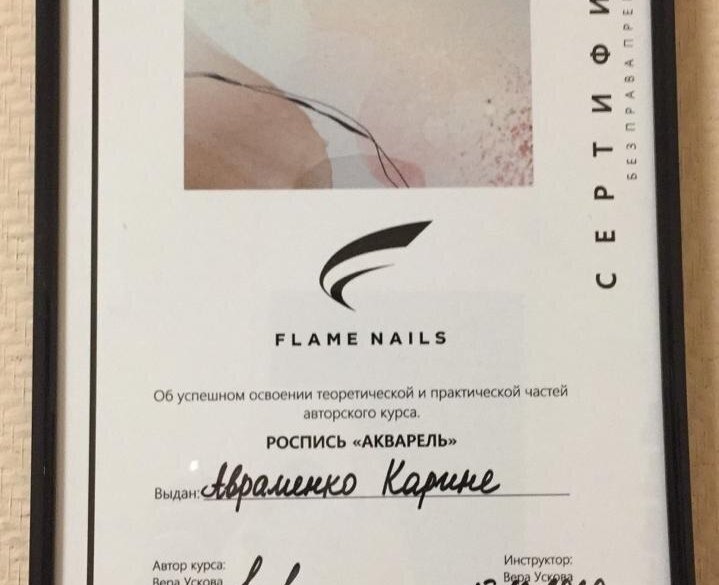 СЕРТИФИ
БЕЗ ПРАВА ПРЕ
FLAME NAILS
Об успешном освоении теоретической и практической частей
авторского курса.
РОСПИСЬ «АКВАРЕЛЬ»
Выдан: Авраменко Карине
Автор курса:
Вера Ускова
Инструктор:
Вера Ускова